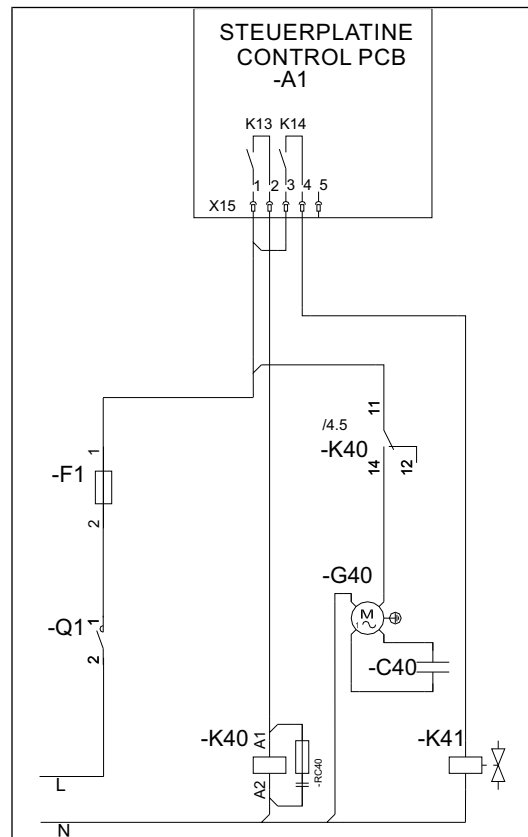 STEUERPLATINE
CONTROL PCB
-A1
K13 K14
1 2 3 4 5
X15
11
/4.5
-K40
14 12
1
-F1
2
-G40
M
1
-Q1
1
2
-C40
-K40
A1
A2
-RC40
-K41
L
N